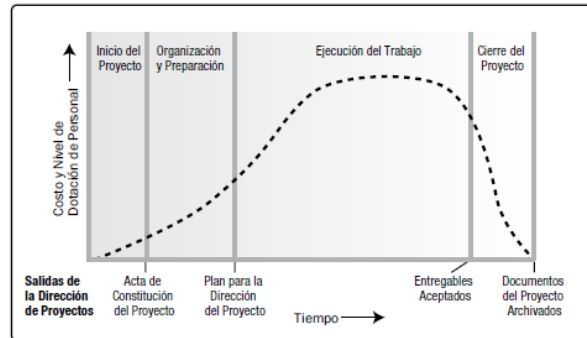 Inicio del
Proyecto
Organización
y Preparación
Ejecución del Trabajo
Cierre del
Proyecto
Costo y Nivel de
Dotación de Personal
Salidas de
la Dirección
de Proyectos
Acta de
Constitución
del Proyecto
Plan para la
Dirección
del Proyecto
Entregables
Aceptados
Documentos
del Proyecto
Archivados
Tiempo